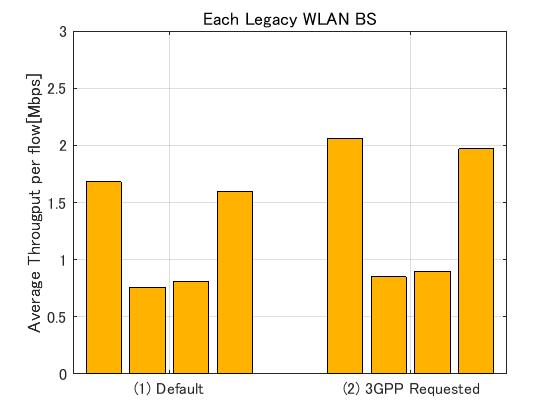 Each Legacy WLAN BS
Average Througput per flow[Mbps]
3
2.5
2
1.5
1
0.5
0
(1) Default
(2) 3GPP Requested